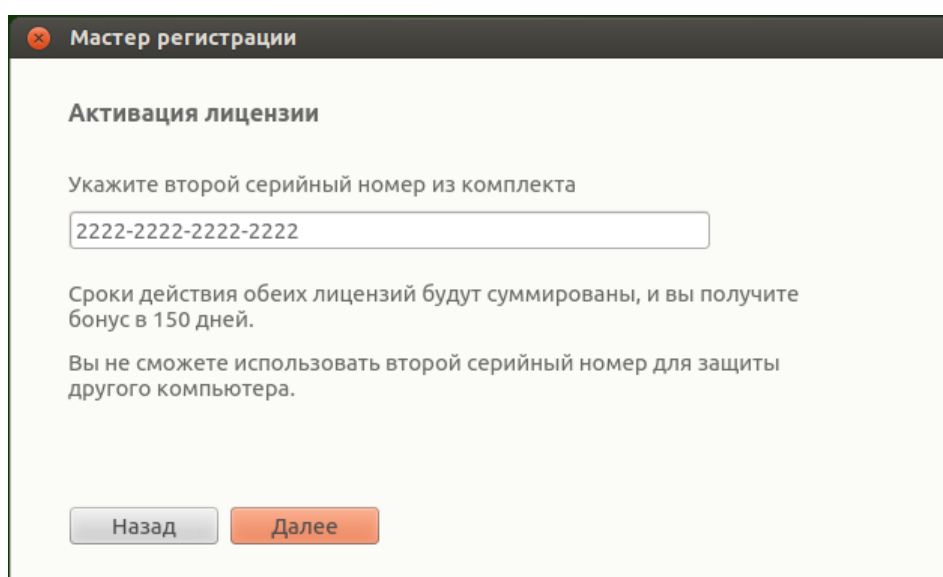 Мастер регистрации
Активация лицензии
Укажите второй серийный номер из комплекта
2222-2222-2222-2222
Сроки действия обеих лицензий будут суммированы, и вы получите
бонус в 150 дней.
Вы не сможете использовать второй серийный номер для защиты
другого компьютера.
Назад Далее